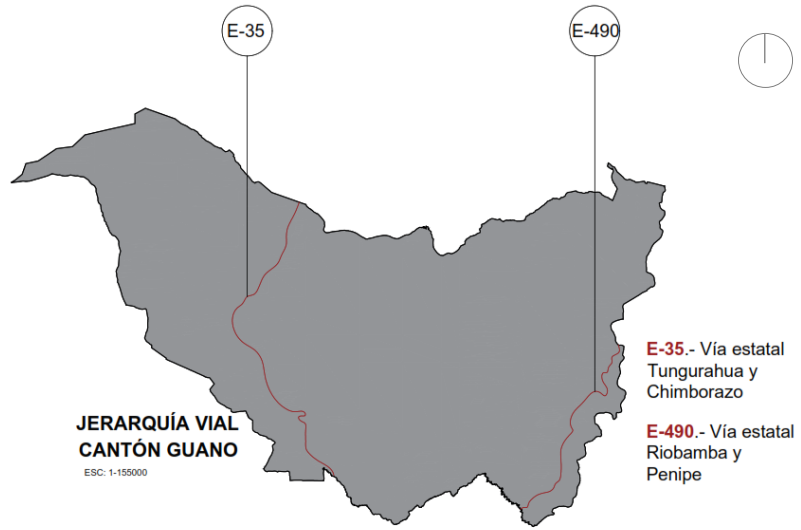 E-35
E-490
E-35.- Vía estatal
Tungurahua y
Chimborazo
E-490.- Vía estatal
Riobamba y
Penipe
JERARQUÍA VIAL
CANTÓN GUANO
ESC: 1-155000